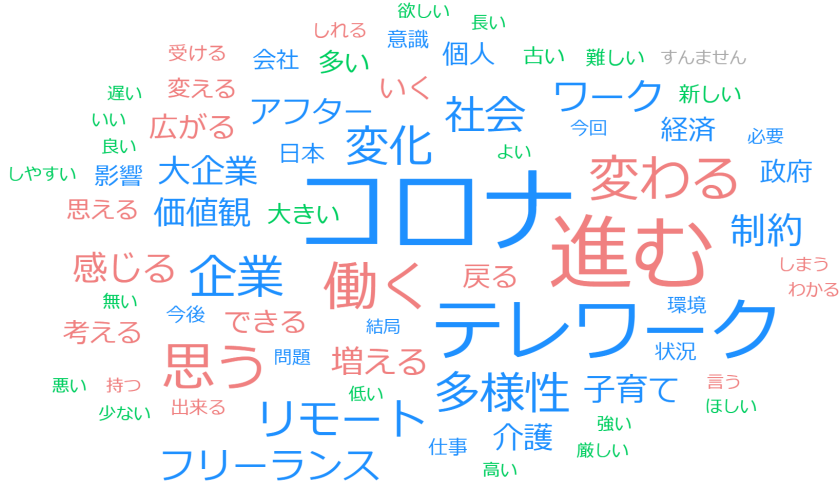 欲しい
長い
しれる
意識
受ける
会社
多い
個人
古い
難しい
すんません
遅い
変える
いく
ワーク
新しい
いい
広がる
アフター
社会
今回
経済
必要
良い
日本
変化
よい
しやすい
影響
大企業
コロナ
変わる
政府
思える
価値観
大きい
進む
制約
感じる
企業
働く
戻る
しまう
わかる
無い
今後
できる
結局
テレワーク
環境
考える
思う
問題
増える
状況
悪い
持つ
低い
多様性
子育て
言う
少ない
出来る
リモート
ほしい
強い
フリーランス
仕事
介護
厳しい
高い